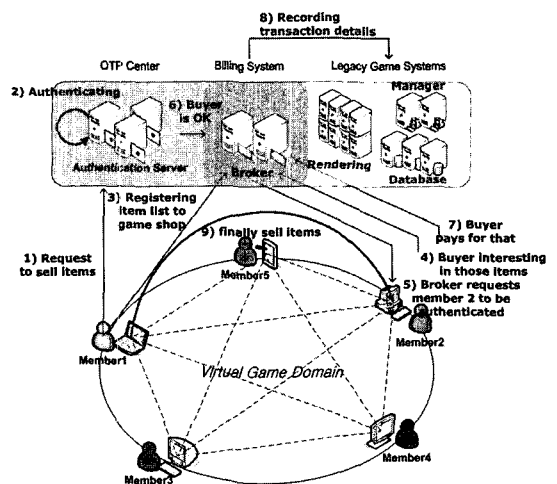 8) Recording
transaction details
OTP Center
Billing System
Legacy Game Systems
Manager
2) Authenticating
6) Buyer
is OK
Authentication Server
Broker
Rendering
Database
3) Registering
item list to
game shop
7) Buyer
pays for that
1) Request
to sell items
9) finally sell items
4) Buyer interesting
in those items
5) Broker requests
member 2 to be
authenticated
Member5
Member1
Member2
Virtual Game Domain
Member3
Member4